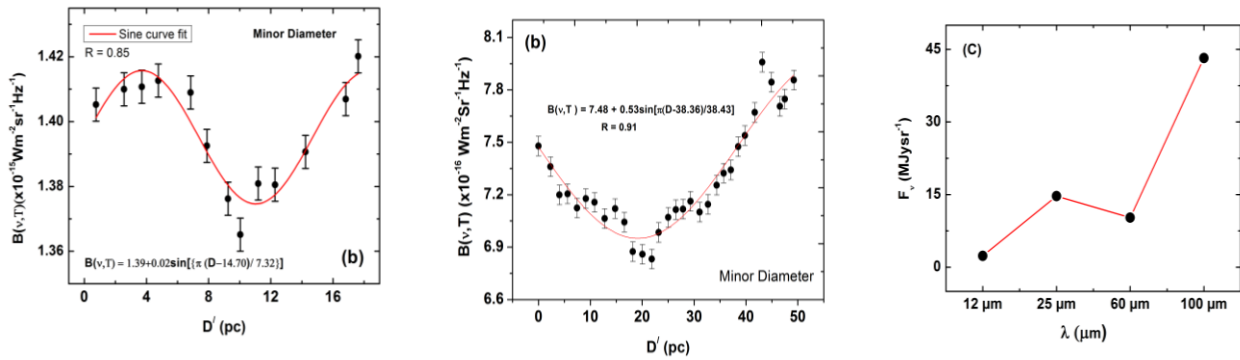 Sine curve fit
R = 0.85
Minor Diameter
1.42
1.40
1.38
1.36
B(ν,T)(x10⁻¹⁵Wm⁻²sr⁻¹Hz⁻¹)
(b)
B(ν,T) = 1.39+0.02sin[{π (D–14.70)/ 7.32}]
0 4 8 12 16
D′ (pc)
(b)
Minor Diameter
8.1
7.8
7.5
7.2
6.9
6.6
B(ν,T) (x10⁻¹⁶ Wm⁻²Sr⁻¹Hz⁻¹)
B(ν,T ) = 7.48 + 0.53sin[π(D-38.36)/38.43]
R = 0.91
Minor Diameter
0 10 20 30 40 50
D′ (pc)
(C)
45
30
15
0
Fν (MJysr⁻¹)
12 μm 25 μm 60 μm 100 μm
λ (μm)